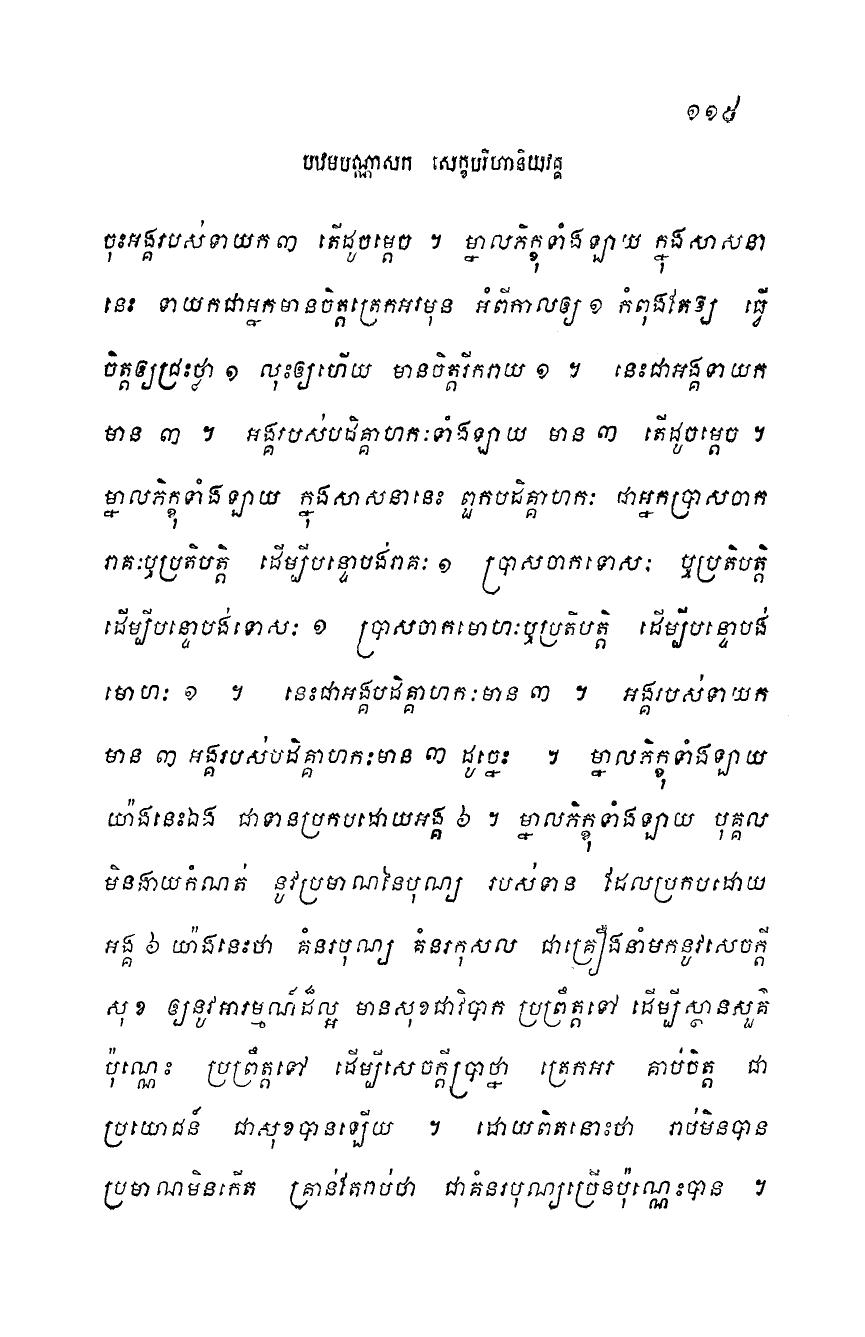 ១១៩
បឋមបណ្ណាសក សេក្ខបរិហានិយវគ្គ
ចុះអង្គរបស់ទាយក៣ តើដូចម្តេច ។ ម្នាលភិក្ខុទាំងឡាយ ក្នុងសាសនា
នេះ ទាយកជាអ្នកមានចិត្តត្រេកអរមុន អំពីកាលឲ្យ ១ កំពុងតែឱ្យ ធ្វើ
ចិត្តឲ្យជ្រះថ្លា ១ លុះឲ្យហើយ មានចិត្តរីករាយ ១ ។ នេះជាអង្គទាយក
មាន ៣ ។ អង្គរបស់បដិគ្គាហកៈទាំងឡាយ មាន ៣ តើដូចម្តេច ។
ម្នាលភិក្ខុទាំងឡាយ ក្នុងសាសនានេះ ពួកបដិគ្គាហកៈ ជាអ្នកប្រាសចាក
រាគៈឬប្រតិបត្តិ ដើម្បីបន្ទោបង់រាគៈ ១ ប្រាសចាកទោសៈ ឬប្រតិបត្តិ
ដើម្បីបន្ទោបង់ទោសៈ ១ ប្រាសចាកមោហៈឬប្រតិបត្តិ ដើម្បីបន្ទោបង់
មោហៈ ១ ។ នេះជាអង្គបដិគ្គាហកៈមាន ៣ ។ អង្គរបស់ទាយក
មាន ៣ អង្គរបស់បដិគ្គាហកៈមាន ៣ ដូច្នេះ ។ ម្នាលភិក្ខុទាំងឡាយ
យ៉ាងនេះឯង ជាទានប្រកបដោយអង្គ ៦ ។ ម្នាលភិក្ខុទាំងឡាយ បុគ្គល
មិនងាយកំណត់ នូវប្រមាណនៃបុណ្យ របស់ទាន ដែលប្រកបដោយ
អង្គ ៦ យ៉ាងនេះថា គំនរបុណ្យ គំនរកុសល ជាគ្រឿងនាំមកនូវសេចក្តី
សុខ ឲ្យនូវអារម្មណ៍ដ៏ល្អ មានសុខជាវិបាក ប្រព្រឹត្តទៅ ដើម្បីស្ថានសួគ៌
ប៉ុណ្ណេះ ប្រព្រឹត្តទៅ ដើម្បីសេចក្តីប្រាថ្នា ត្រេកអរ គាប់ចិត្ត ជា
ប្រយោជន៍ ជាសុខបានឡើយ ។ ដោយពិតនោះថា រាប់មិនបាន
ប្រមាណមិនកើត គ្រាន់តែរាប់ថា ជាគំនរបុណ្យច្រើនប៉ុណ្ណេះបាន ។